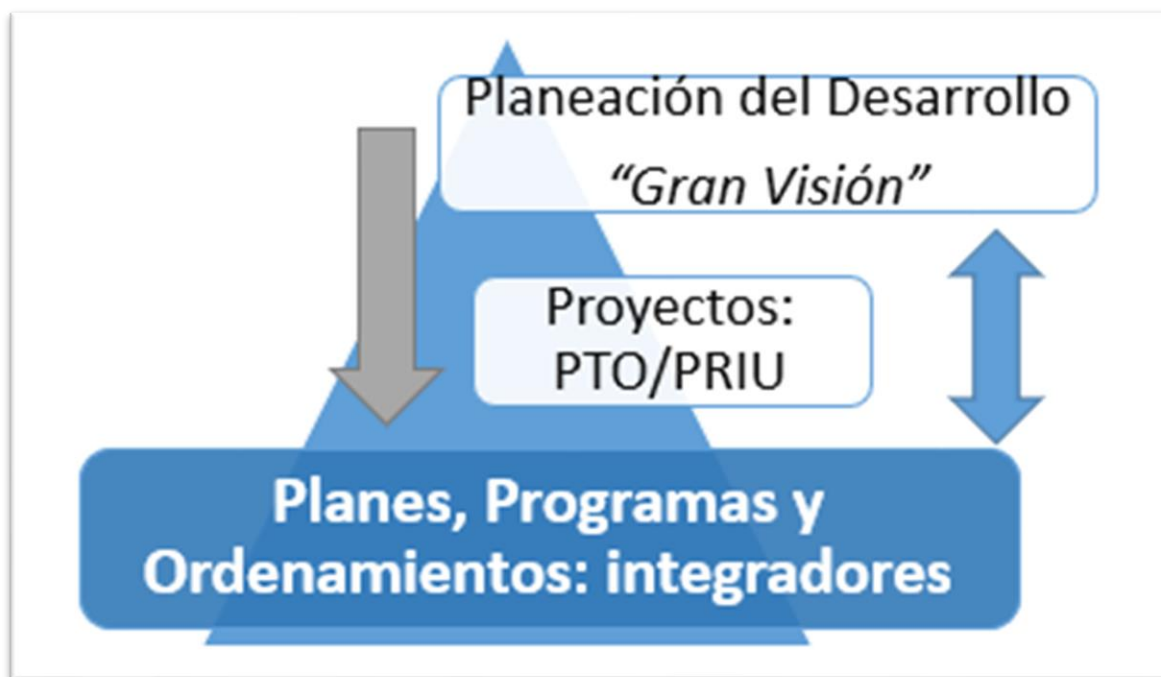 Planeación del Desarrollo
“Gran Visión”
Proyectos:
PTO/PRIU
Planes, Programas y
Ordenamientos: integradores